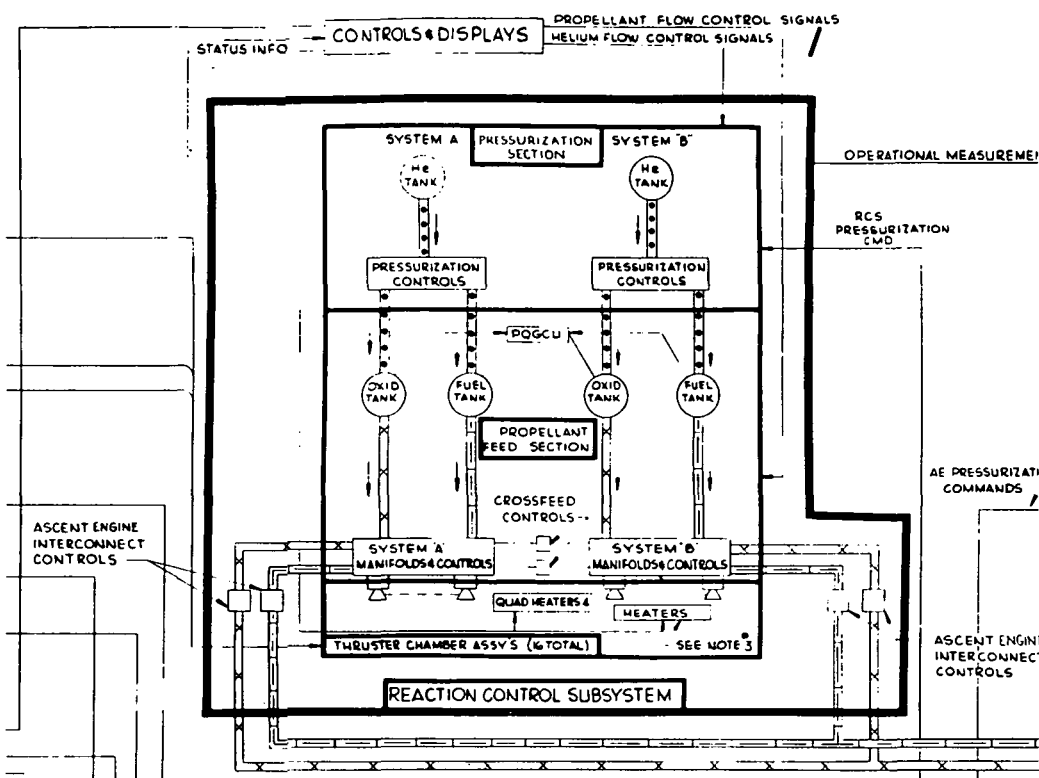 PROPELLANT FLOW CONTROL SIGNALS
CONTROLS & DISPLAYS
HELIUM FLOW CONTROL SIGNALS
STATUS INFO
SYSTEM A
PRESSURIZATION
SECTION
SYSTEM "B"
He
TANK
He
TANK
OPERATIONAL MEASUREMEN
RCS
PRESSURIZATION
CMD
PRESSURIZATION
CONTROLS
PRESSURIZATION
CONTROLS
PQGCU
OXID
TANK
FUEL
TANK
OXID
TANK
FUEL
TANK
PROPELLANT
FEED SECTION
AE PRESSURIZATI
COMMANDS
CROSSFEED
CONTROLS
ASCENT ENGINE
INTERCONNECT
CONTROLS
SYSTEM "A"
MANIFOLDS & CONTROLS
SYSTEM "B"
MANIFOLDS & CONTROLS
QUAD HEATERS 4
HEATERS
THRUSTER CHAMBER ASSY'S (16 TOTAL)
SEE NOTE 3
ASCENT ENGINE
INTERCONNECT
CONTROLS
REACTION CONTROL SUBSYSTEM